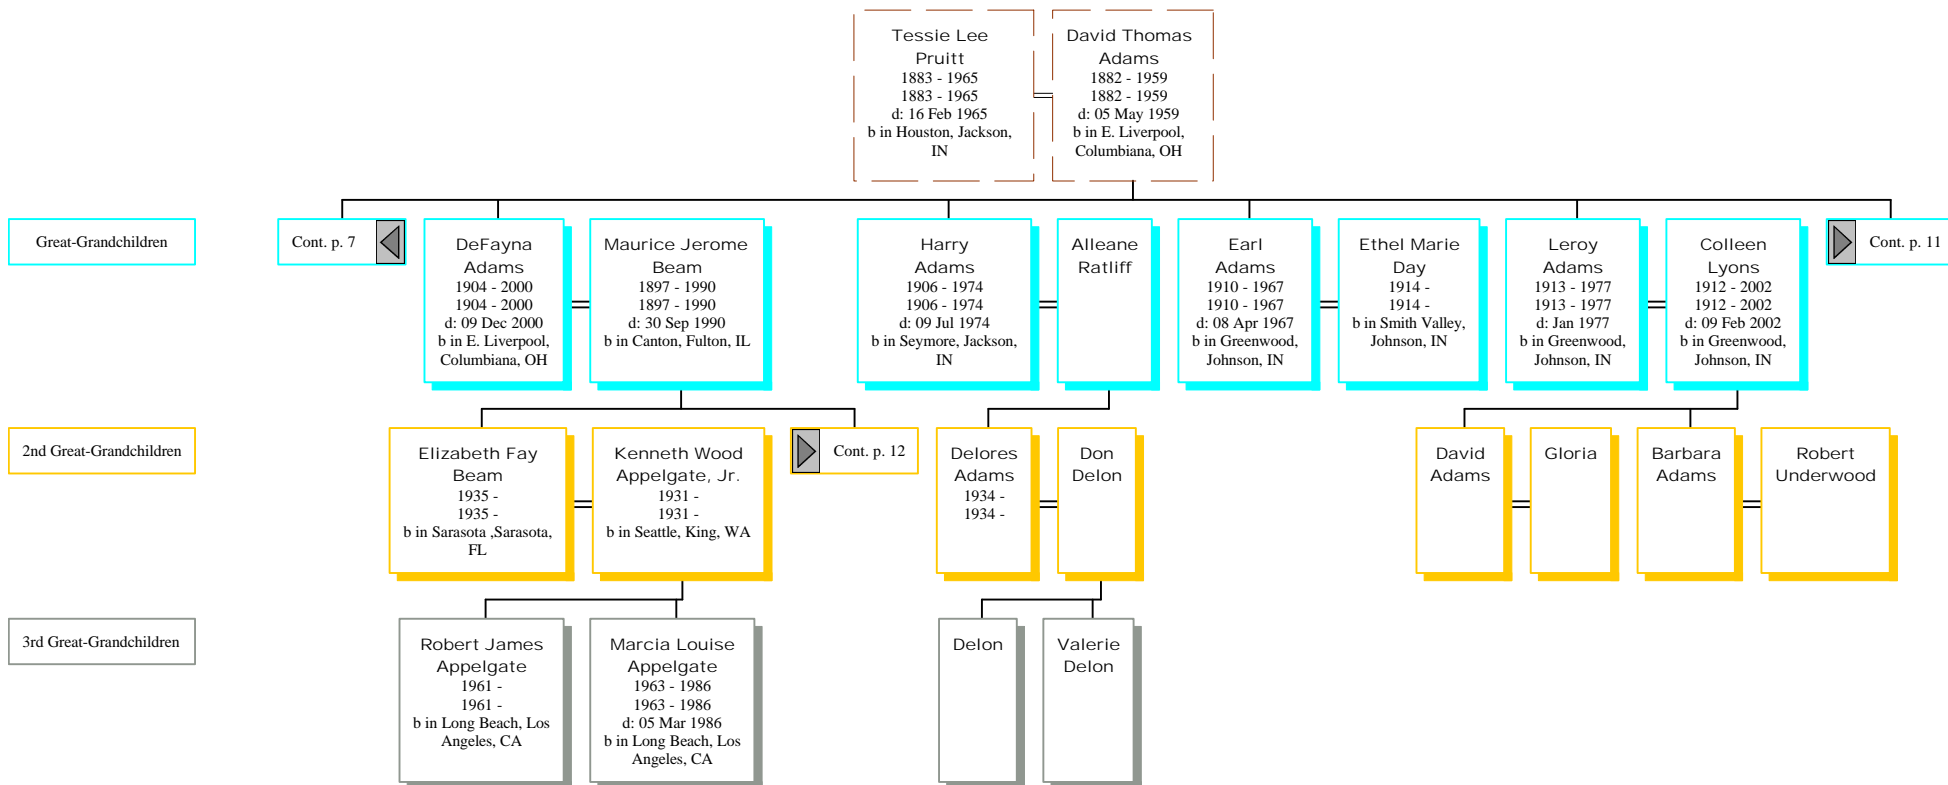 Tessie Lee
Pruitt
1883 - 1965
1883 - 1965
d: 16 Feb 1965
b in Houston, Jackson,
IN
David Thomas
Adams
1882 - 1959
1882 - 1959
d: 05 May 1959
b in E. Liverpool,
Columbiana, OH
Great-Grandchildren
Cont. p. 7
DeFayna
Adams
1904 - 2000
1904 - 2000
d: 09 Dec 2000
b in E. Liverpool,
Columbiana, OH
Maurice Jerome
Beam
1897 - 1990
1897 - 1990
d: 30 Sep 1990
b in Canton, Fulton, IL
Harry
Adams
1906 - 1974
1906 - 1974
d: 09 Jul 1974
b in Seymore, Jackson,
IN
Alleane
Ratliff
Earl
Adams
1910 - 1967
1910 - 1967
d: 08 Apr 1967
b in Greenwood,
Johnson, IN
Ethel Marie
Day
1914 -
1914 -
b in Smith Valley,
Johnson, IN
Leroy
Adams
1913 - 1977
1913 - 1977
d: Jan 1977
b in Greenwood,
Johnson, IN
Colleen
Lyons
1912 - 2002
1912 - 2002
d: 09 Feb 2002
b in Greenwood,
Johnson, IN
Cont. p. 11
2nd Great-Grandchildren
Elizabeth Fay
Beam
1935 -
1935 -
b in Sarasota ,Sarasota,
FL
Kenneth Wood
Appelgate, Jr.
1931 -
1931 -
b in Seattle, King, WA
Cont. p. 12
Delores
Adams
1934 -
1934 -
Don
Delon
David
Adams
Gloria
Barbara
Adams
Robert
Underwood
3rd Great-Grandchildren
Robert James
Appelgate
1961 -
1961 -
b in Long Beach, Los
Angeles, CA
Marcia Louise
Appelgate
1963 - 1986
1963 - 1986
d: 05 Mar 1986
b in Long Beach, Los
Angeles, CA
Delon
Valerie
Delon